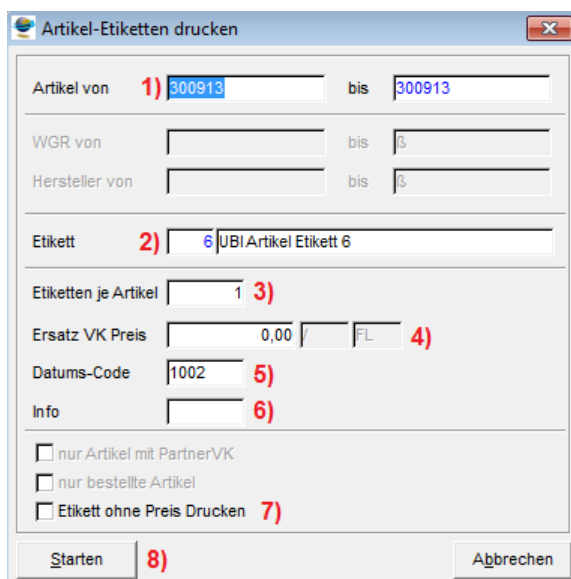 Artikel-Etiketten drucken
Artikel von 1) 300913 bis 300913
WGR von bis ß
Hersteller von bis ß
Etikett 2) 6 UBI Artikel Etikett 6
Etiketten je Artikel 1 3)
Ersatz VK Preis 0,00 / FL 4)
Datums-Code 1002 5)
Info 6)
nur Artikel mit PartnerVK
nur bestellte Artikel
Etikett ohne Preis Drucken 7)
Starten 8) Abbrechen